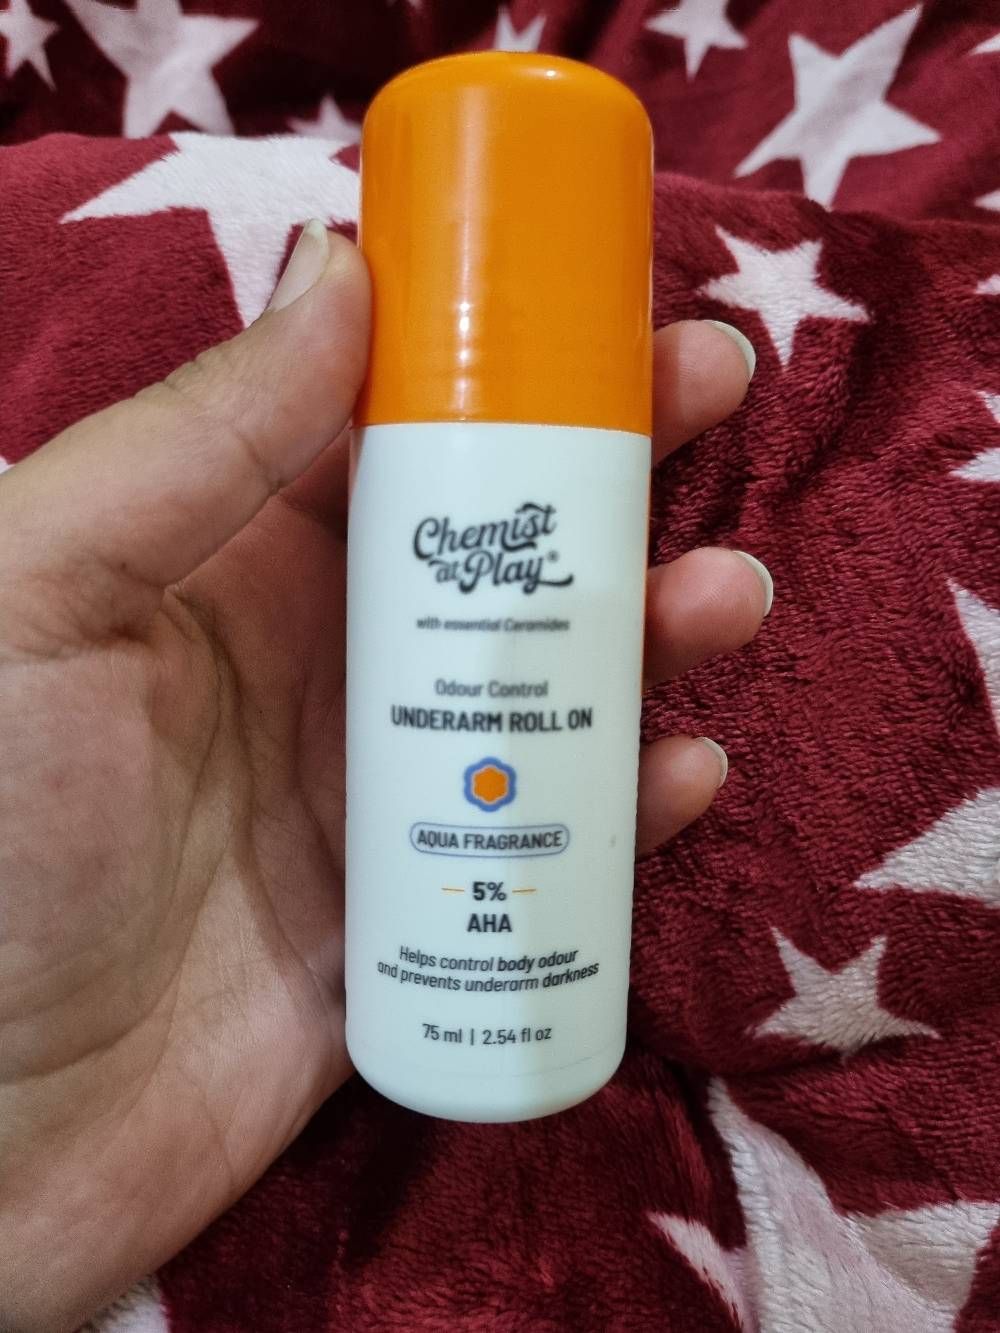 Chemist
at Play®
with essential Ceramides
Odour Control
UNDERARM ROLL ON
AQUA FRAGRANCE
5%
AHA
Helps control body odour
and prevents underarm darkness
75 ml | 2.54 fl oz